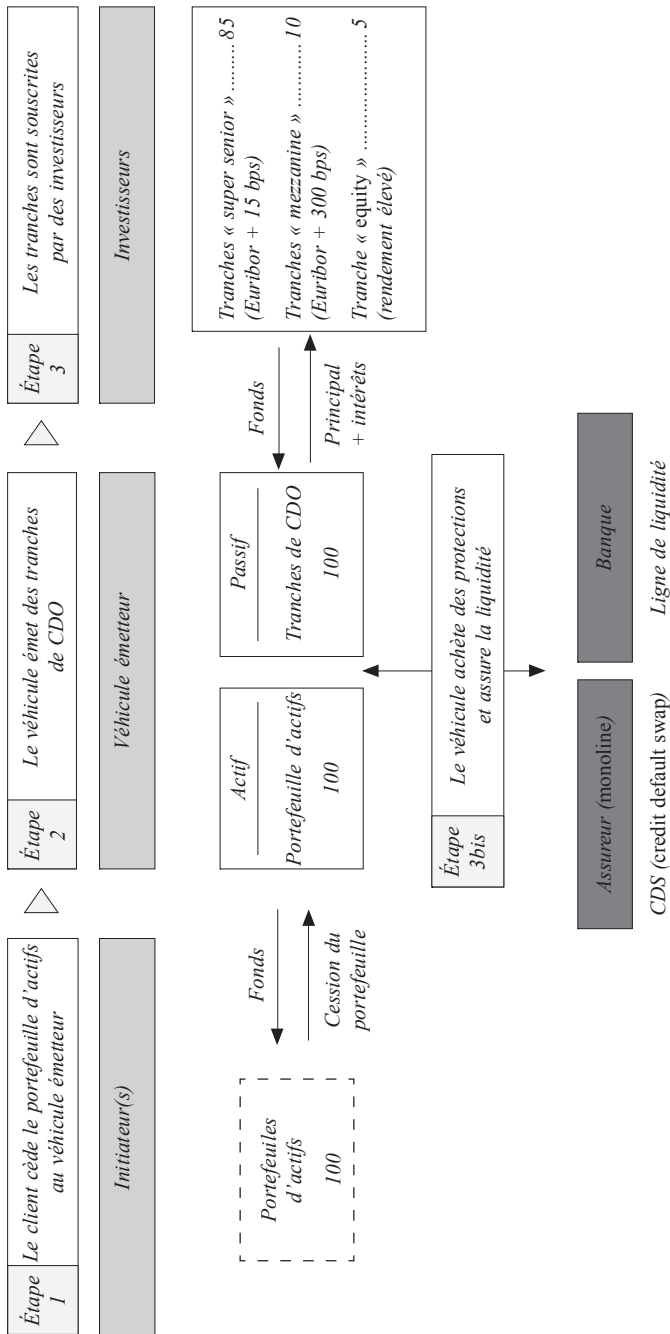 Étape
1
Le client cède le portefeuille d'actifs
au véhicule émetteur
Étape
2
Le véhicule émet des tranches
de CDO
Étape
3
Les tranches sont souscrites
par des investisseurs
Initiateur(s)
Véhicule émetteur
Investisseurs
Portefeuiles
d'actifs
100
Fonds
Cession du
portefeuille
Actif
Portefeuille d'actifs
100
Passif
Tranches de CDO
100
Fonds
Principal
+ intérêts
Tranches « super senior » .........85
(Euribor + 15 bps)
Tranches « mezzanine » ............10
(Euribor + 300 bps)
Tranche « equity » .....................5
(rendement élevé)
Étape
3bis
Le véhicule achète des protections
et assure la liquidité
Assureur (monoline)
Banque
CDS (credit default swap)
Ligne de liquidité